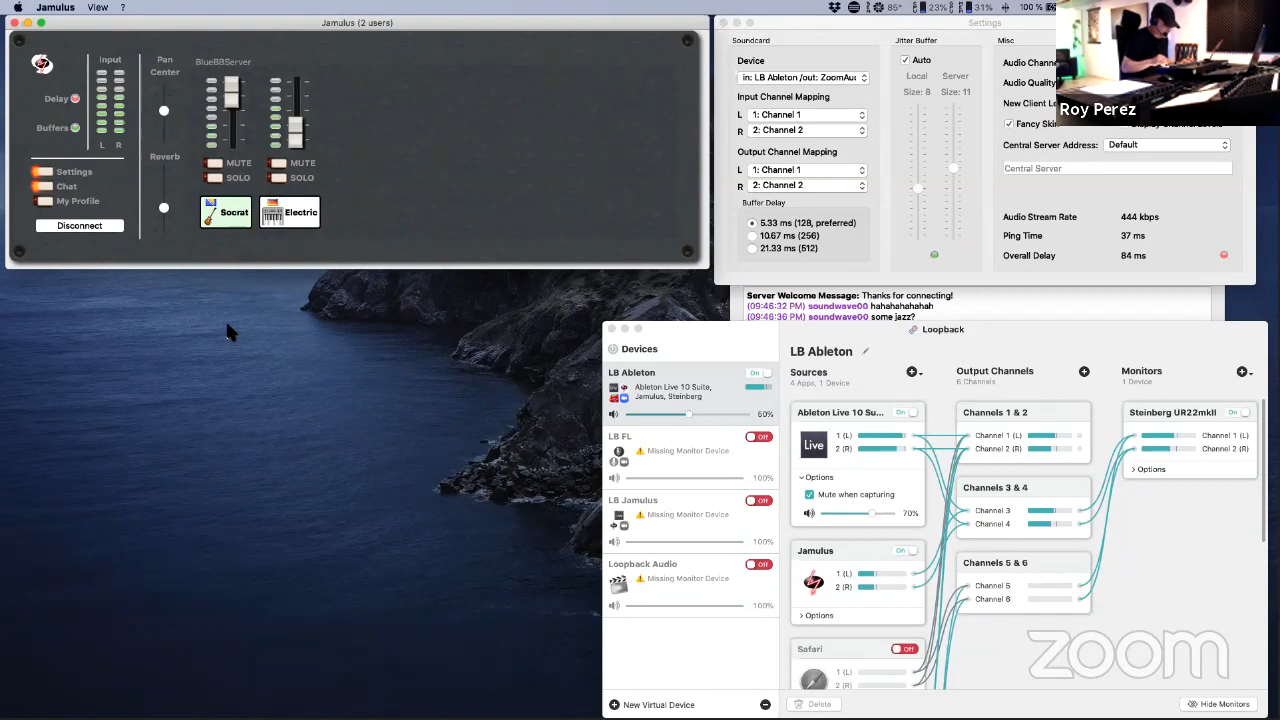 Jamulus View ?
85° 23% 31% 100 %
Jamulus (2 users)
Input
Pan
Center
BlueBBServer
Delay
Buffers
L R
Reverb
MUTE MUTE
SOLO SOLO
Settings
Chat
My Profile
Disconnect
Socrat
Electric
Settings
Soundcard
Device
in: LB Ableton /out: ZoomAu
Input Channel Mapping
L 1: Channel 1
R 2: Channel 2
Output Channel Mapping
L 1: Channel 1
R 2: Channel 2
Buffer Delay
5.33 ms (128, preferred)
10.67 ms (256)
21.33 ms (512)
Jitter Buffer
Auto
Local Server
Size: 8 Size: 11
Misc
Audio Chann
Audio Quality
New Client L
Fancy Skin
Central Server Address: Default
Central Server
Audio Stream Rate 444 kbps
Ping Time 37 ms
Overall Delay 84 ms
Roy Perez
Server Welcome Message: Thanks for connecting!
(09:46:32 PM) soundwave00 hahahahahahah
(09:46:36 PM) soundwave00 some jazz?
Loopback
Devices
LB Ableton On
Ableton Live 10 Suite,
Jamulus, Steinberg
50%
LB FL Off
Missing Monitor Device
100%
LB Jamulus Off
Missing Monitor Device
100%
Loopback Audio Off
Missing Monitor Device
100%
New Virtual Device
LB Ableton
Sources
4 Apps, 1 Device
Ableton Live 10 Su... On
Live
1 (L)
2 (R)
Options
Mute when capturing
70%
Jamulus On
1 (L)
2 (R)
Options
Safari Off
1 (L)
2 (R)
Delete
Output Channels
6 Channels
Channels 1 & 2
Channel 1 (L)
Channel 2 (R)
Channels 3 & 4
Channel 3
Channel 4
Channels 5 & 6
Channel 5
Channel 6
Monitors
1 Device
Steinberg UR22mkII On
Channel 1 (L)
Channel 2 (R)
Options
zoom
Hide Monitors